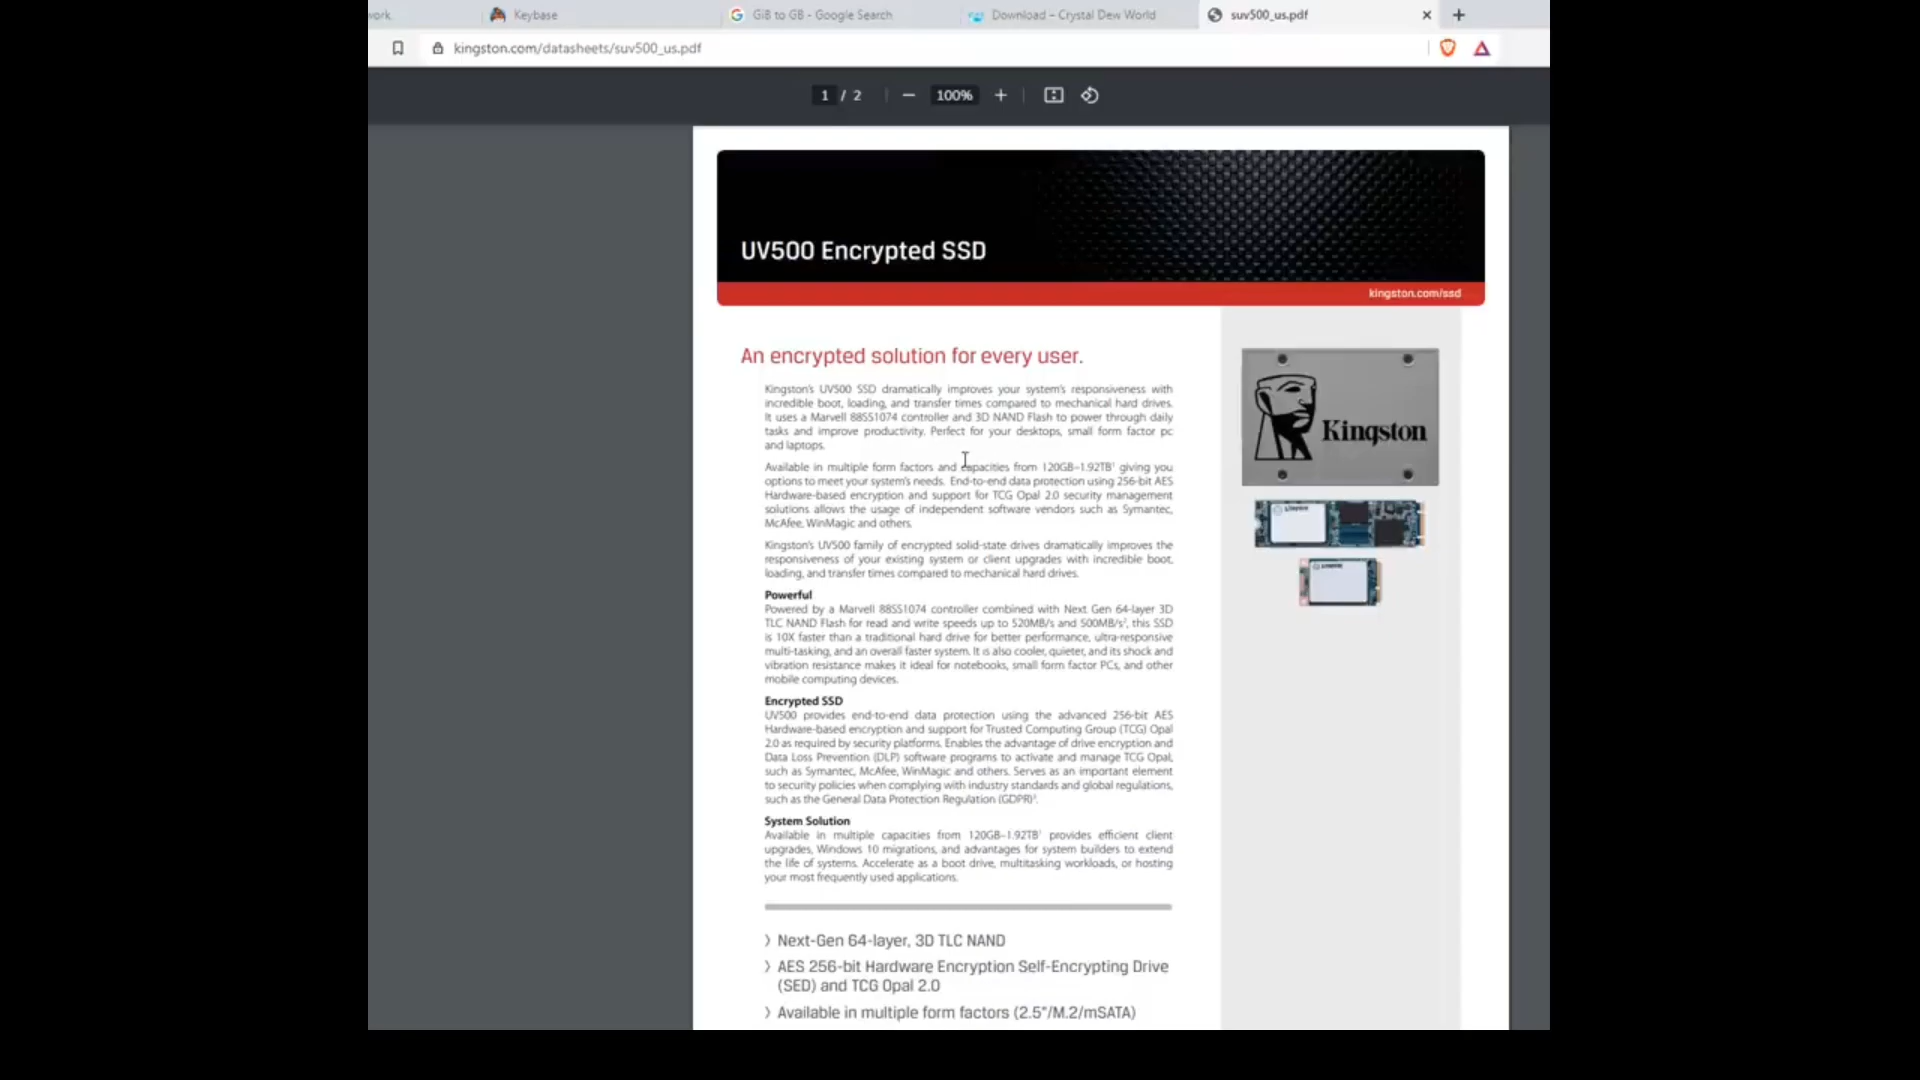 work
Keybase
GiB to GB - Google Search
Download – Crystal Dew World
suv500_us.pdf
kingston.com/datasheets/suv500_us.pdf
1 / 2
100%
UV500 Encrypted SSD
kingston.com/ssd
An encrypted solution for every user.
Kingston's UV500 SSD dramatically improves your system's responsiveness with
incredible boot, loading, and transfer times compared to mechanical hard drives.
It uses a Marvell 88SS1074 controller and 3D NAND Flash to power through daily
tasks and improve productivity. Perfect for your desktops, small form factor pc
and laptops.
Available in multiple form factors and capacities from 120GB–1.92TB¹ giving you
options to meet your system's needs. End-to-end data protection using 256-bit AES
Hardware-based encryption and support for TCG Opal 2.0 security management
solutions allows the usage of independent software vendors such as Symantec,
McAfee, WinMagic and others.
Kingston's UV500 family of encrypted solid-state drives dramatically improves the
responsiveness of your existing system or client upgrades with incredible boot,
loading, and transfer times compared to mechanical hard drives.
Powerful
Powered by a Marvell 88SS1074 controller combined with Next Gen 64-layer 3D
TLC NAND Flash for read and write speeds up to 520MB/s and 500MB/s², this SSD
is 10X faster than a traditional hard drive for better performance, ultra-responsive
multi-tasking, and an overall faster system. It is also cooler, quieter, and its shock and
vibration resistance makes it ideal for notebooks, small form factor PCs, and other
mobile computing devices.
Encrypted SSD
UV500 provides end-to-end data protection using the advanced 256-bit AES
Hardware-based encryption and support for Trusted Computing Group (TCG) Opal
2.0 as required by security platforms. Enables the advantage of drive encryption and
Data Loss Prevention (DLP) software programs to activate and manage TCG Opal,
such as Symantec, McAfee, WinMagic and others. Serves as an important element
to security policies when complying with industry standards and global regulations,
such as the General Data Protection Regulation (GDPR)³.
System Solution
Available in multiple capacities from 120GB–1.92TB¹ provides efficient client
upgrades, Windows 10 migrations, and advantages for system builders to extend
the life of systems. Accelerate as a boot drive, multitasking workloads, or hosting
your most frequently used applications.
〉 Next-Gen 64-layer, 3D TLC NAND
〉 AES 256-bit Hardware Encryption Self-Encrypting Drive
(SED) and TCG Opal 2.0
〉 Available in multiple form factors (2.5"/M.2/mSATA)
Kingston
Kingston
Kingston